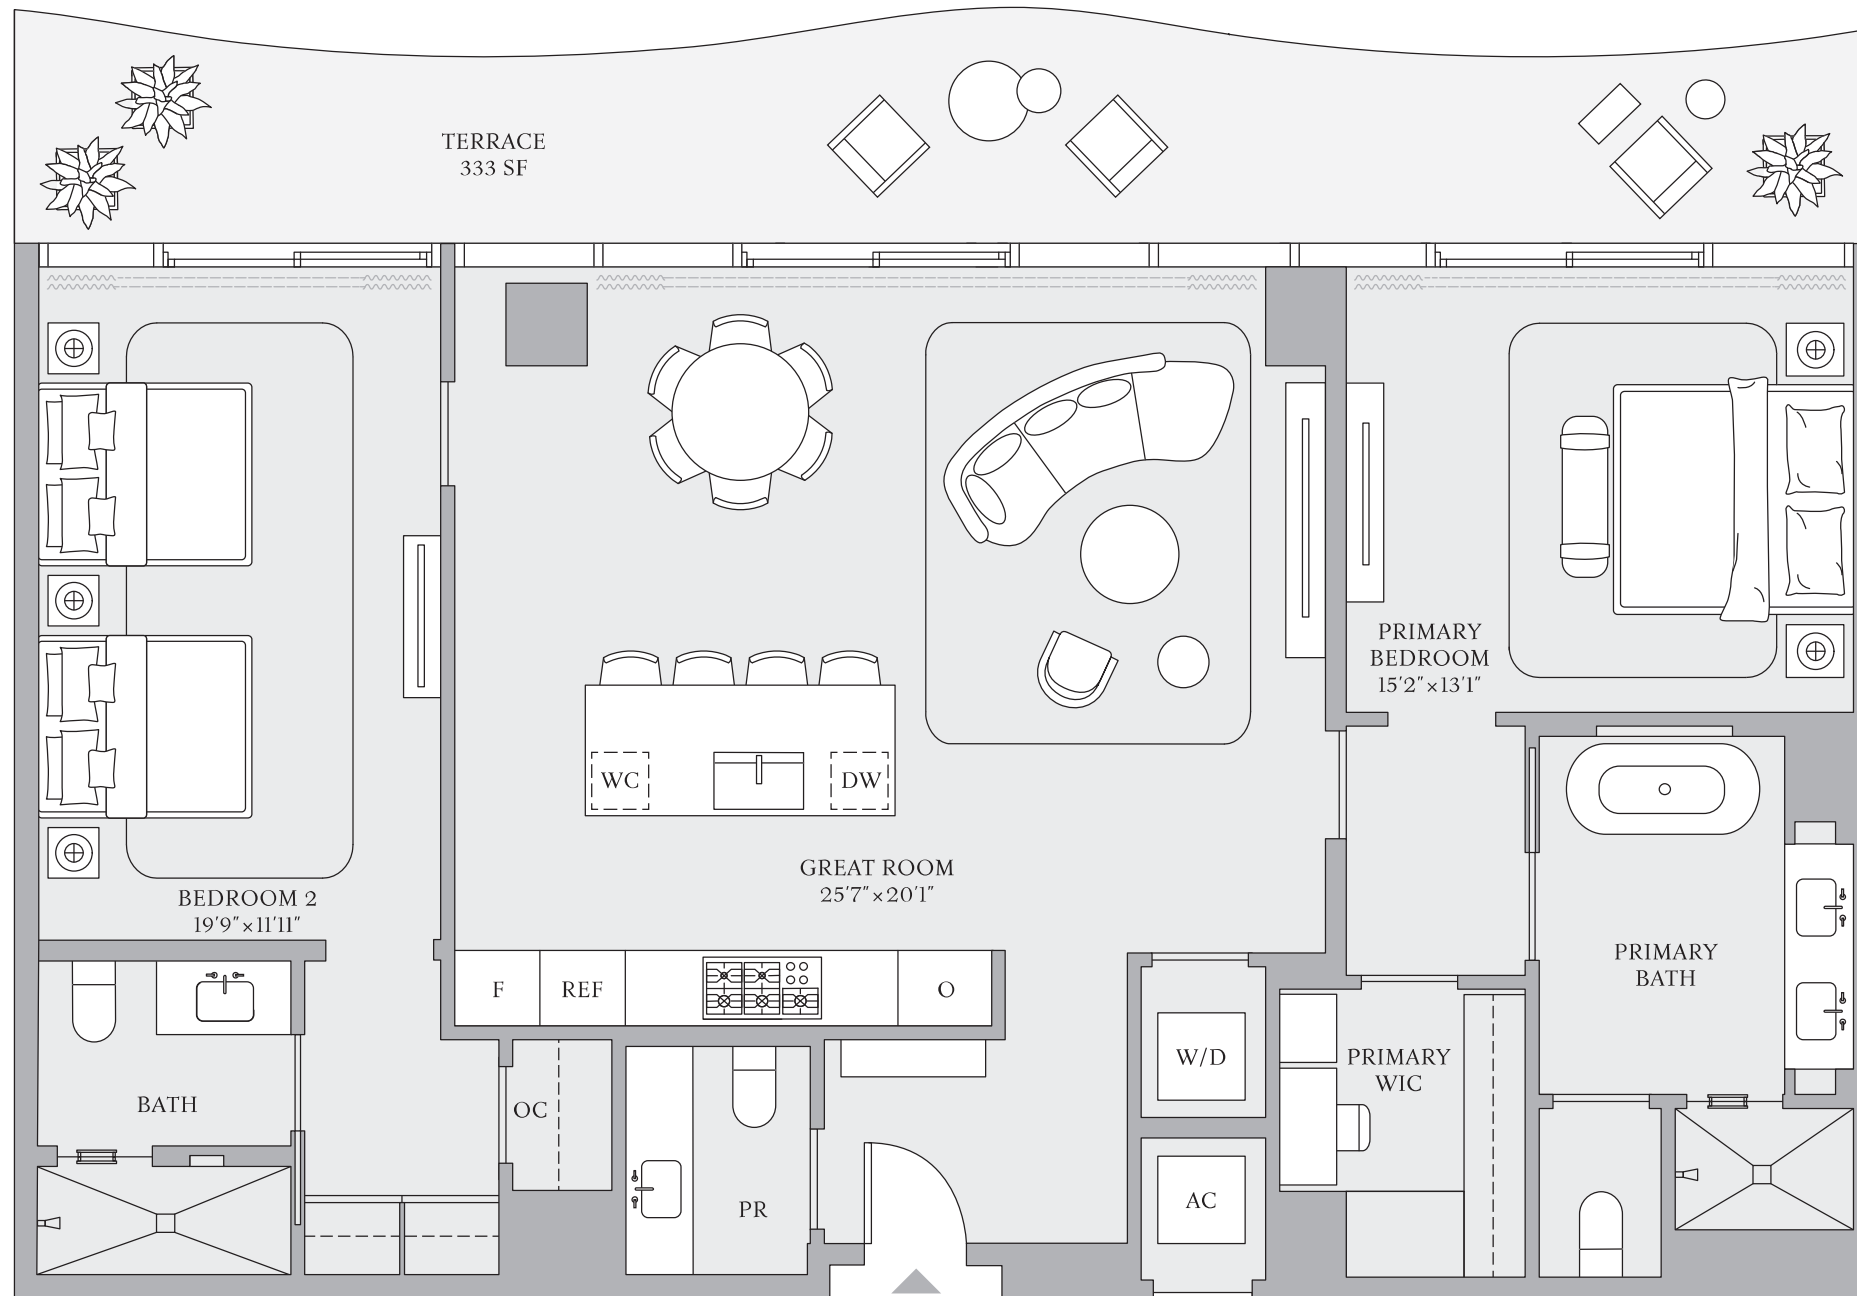 TERRACE
333 SF
PRIMARY
BEDROOM
15'2"×13'1"
WC
DW
GREAT ROOM
25'7"×20'1"
BEDROOM 2
19'9"×11'11"
F
REF
O
PRIMARY
BATH
W/D
PRIMARY
WIC
BATH
OC
PR
AC